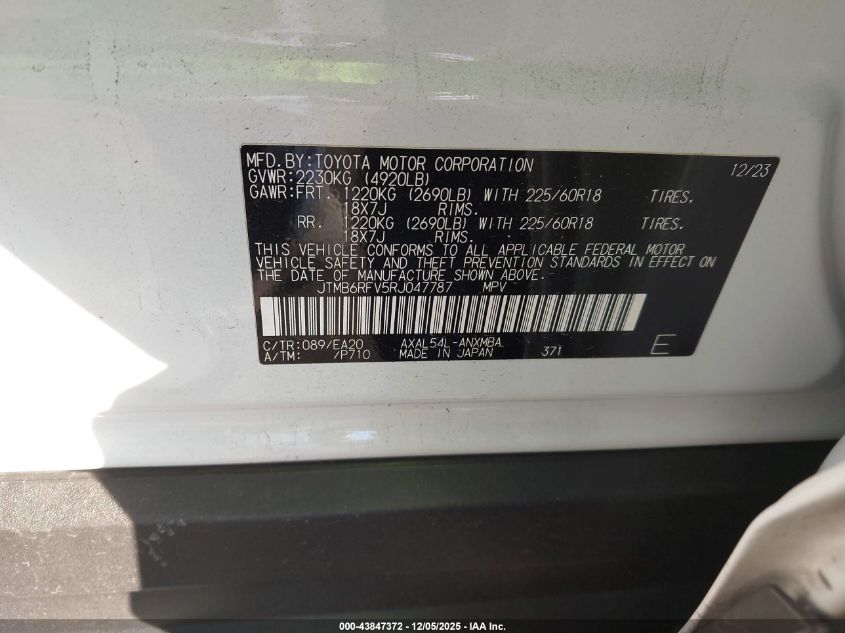 MFD.BY:TOYOTA MOTOR CORPORATION 12/23
GVWR:2230KG (4920LB)
GAWR:FRT. 1220KG (2690LB) WITH 225/60R18 TIRES.
18X7J RIMS.
RR. 1220KG (2690LB) WITH 225/60R18 TIRES.
18X7J RIMS.
THIS VEHICLE CONFORMS TO ALL APPLICABLE FEDERAL MOTOR
VEHICLE SAFETY AND THEFT PREVENTION STANDARDS IN EFFECT ON
THE DATE OF MANUFACTURE SHOWN ABOVE.
JTMB6RFV5RJ047787 MPV
C/TR:089/EA20 AXAL54L-ANXMBA
A/TM: /P710 MADE IN JAPAN 371 E
000-43847372 - 12/05/2025 - IAA Inc.